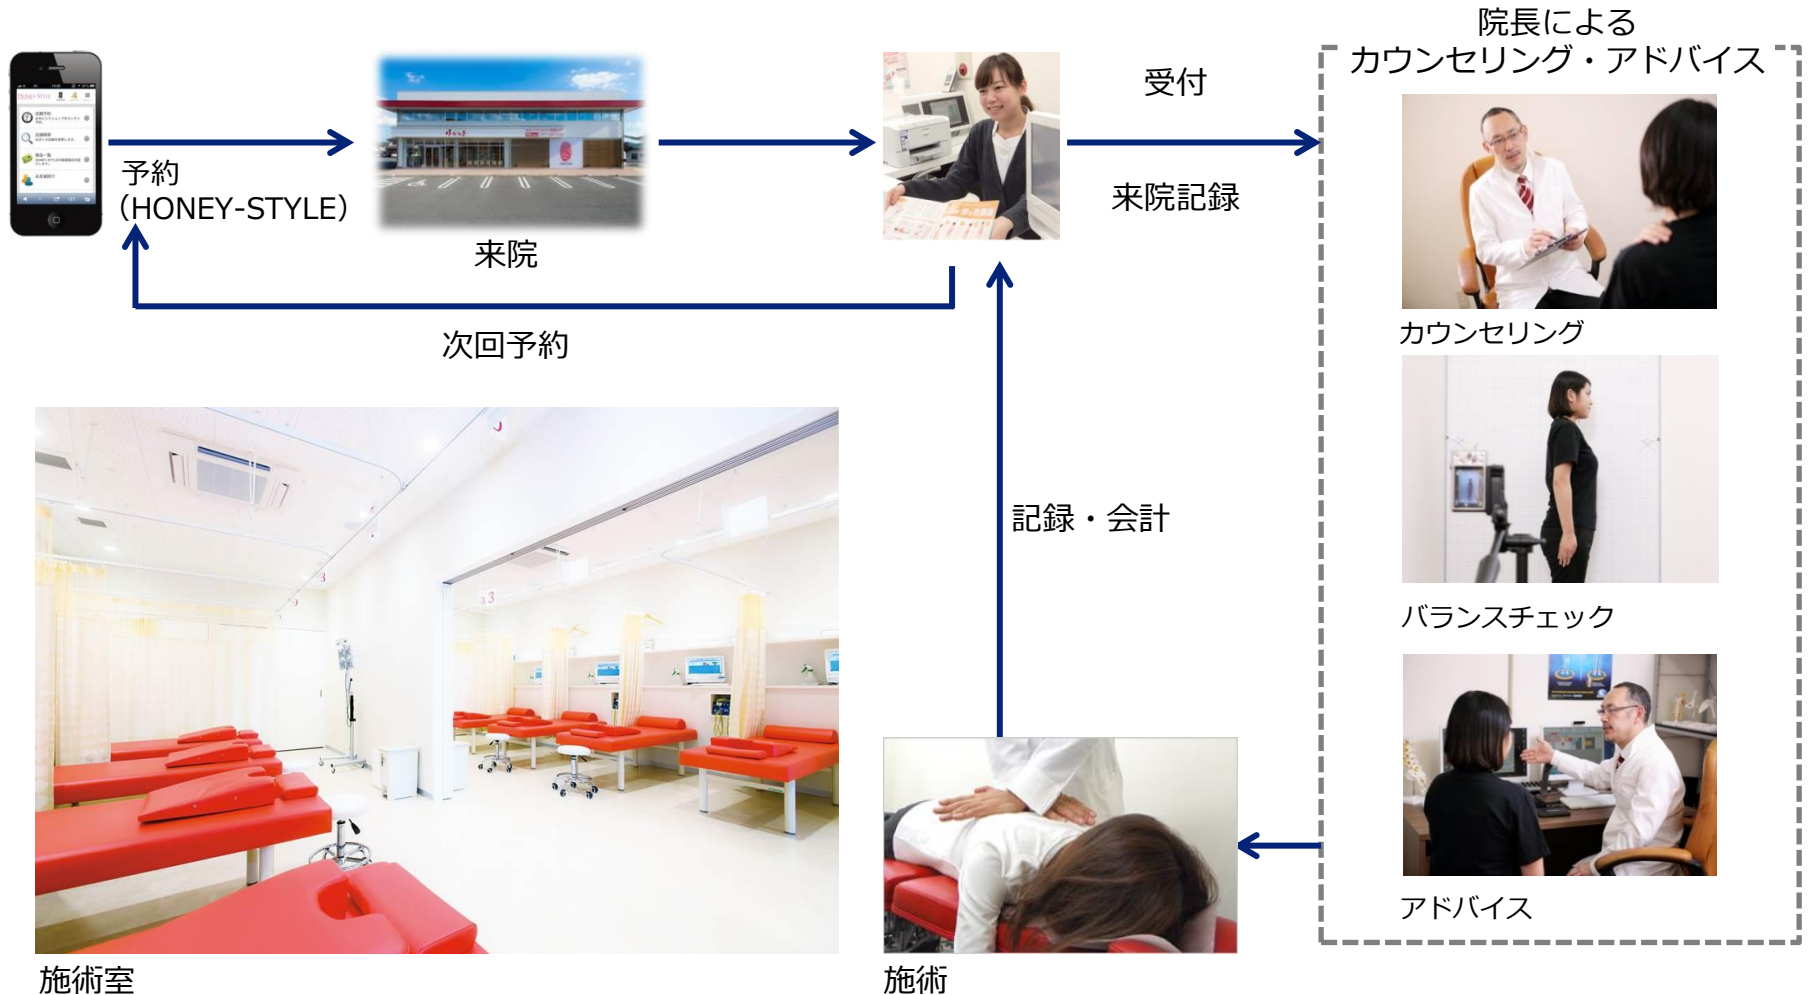 院長による
カウンセリング・アドバイス
予約
（HONEY-STYLE）
来院
受付
来院記録
次回予約
カウンセリング
バランスチェック
アドバイス
記録・会計
施術室
施術